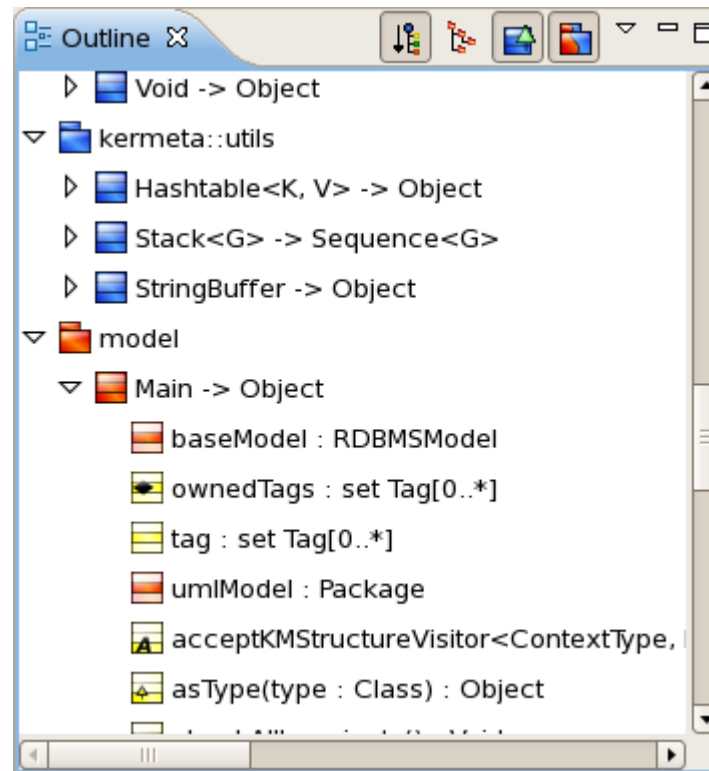 Outline
Void -> Object
kermeta::utils
Hashtable<K, V> -> Object
Stack<G> -> Sequence<G>
StringBuffer -> Object
model
Main -> Object
baseModel : RDBMSModel
ownedTags : set Tag[0..*]
tag : set Tag[0..*]
umlModel : Package
acceptKMStructureVisitor<ContextType,
asType(type : Class) : Object